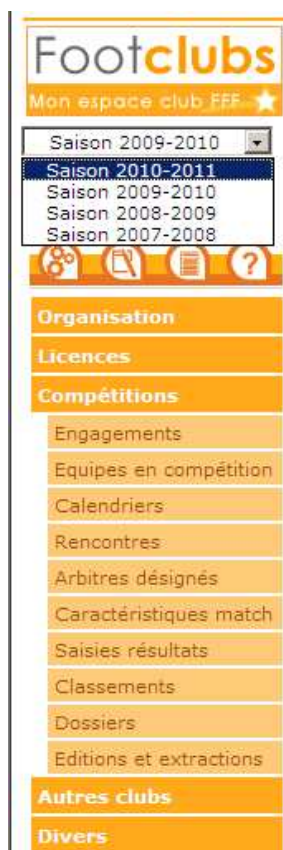 Footclubs
Mon espace club FFF
Saison 2009-2010
Saison 2010-2011
Saison 2009-2010
Saison 2008-2009
Saison 2007-2008
?
Organisation
Licences
Compétitions
Engagements
Equipes en compétition
Calendriers
Rencontres
Arbitres désignés
Caractéristiques match
Saisies résultats
Classements
Dossiers
Editions et extractions
Autres clubs
Divers